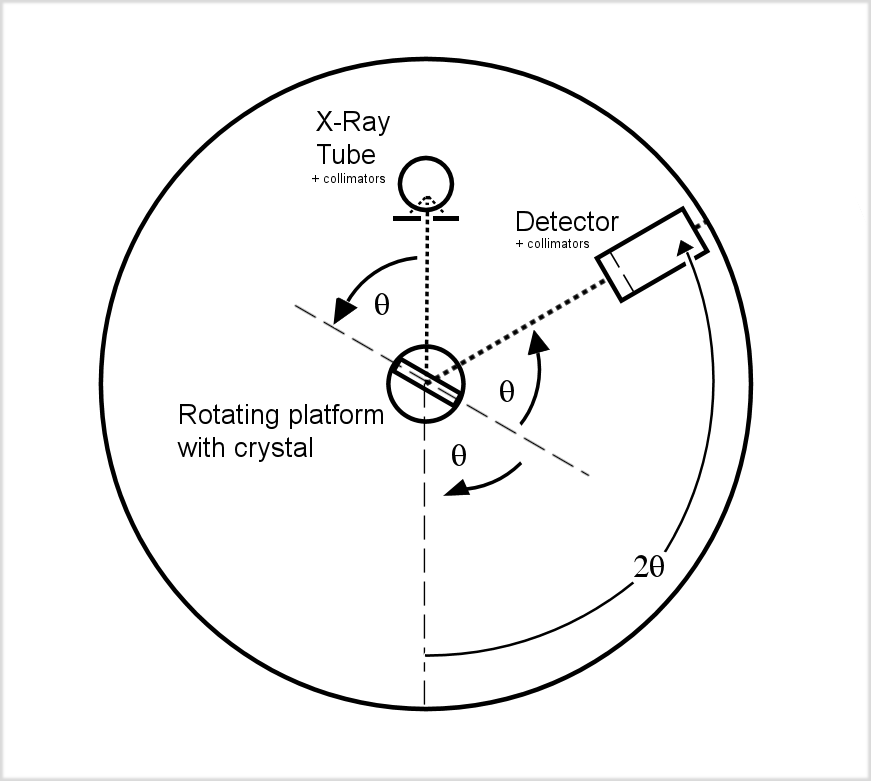 X-Ray
Tube
+ collimators
Detector
+ collimators
θ
θ
Rotating platform
with crystal
θ
2θ